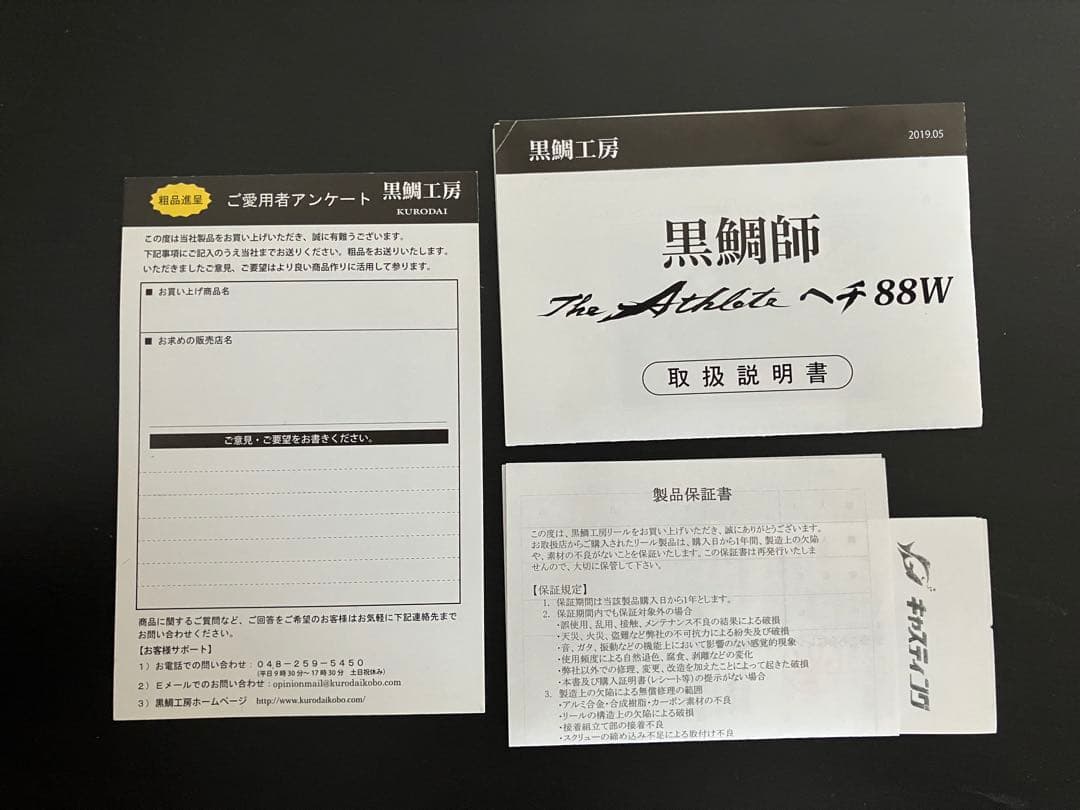 粗品進呈
ご愛用者アンケート
黒鯛工房
KURODAI
この度は当社製品をお買い上げいただき、誠に有難うございます。
下記事項にご記入のうえ当社までお送りください。粗品をお送りいたします。
いただきましたご意見、ご要望はより良い商品作りに活用して参ります。
■ お買い上げ商品名
■ お求めの販売店名
ご意見・ご要望をお書きください。
商品に関するご質問など、ご回答をご希望のお客様はお気軽に下記連絡先まで
お問い合わせください。
【お客様サポート】
1）お電話での問い合わせ：048-259-5450
（平日9時30分～17時30分 土日祝休み）
2）Eメールでのお問い合わせ：opinionmail@kurodaikobo.com
3）黒鯛工房ホームページ http://www.kurodaikobo.com/
黒鯛工房
2019.05
黒鯛師
The Athlete ヘチ 88W
取扱説明書
製品保証書
この度は、黒鯛工房リールをお買い上げいただき、誠にありがとうございます。
お取扱店からご購入されたリール製品は、購入日から1年間、製造上の欠陥
や、素材の不良がないことを保証いたします。この保証書は再発行いたしま
せんので、大切に保管して下さい。
【保証規定】
1. 保証期間は当該製品購入日から1年とします。
2. 保証期間内でも保証対象外の場合
・誤使用、乱用、接触、メンテナンス不良の結果による破損
・天災、火災、盗難など弊社の不可抗力による紛失及び破損
・音、ガタ、振動などの機能上において影響のない感覚的現象
・使用頻度による自然退色、腐食、剥離などの変化
・弊社以外での修理、変更、改造を加えたことによって起きた破損
・本書及び購入証明書(レシート等)の提示がない場合
3. 製造上の欠陥による無償修理の範囲
・アルミ合金・合成樹脂・カーボン素材の不良
・リールの構造上の欠陥による破損
・接着組立て部の接着不良
・スクリューの締め込み不足による取付け不良
キャスティング